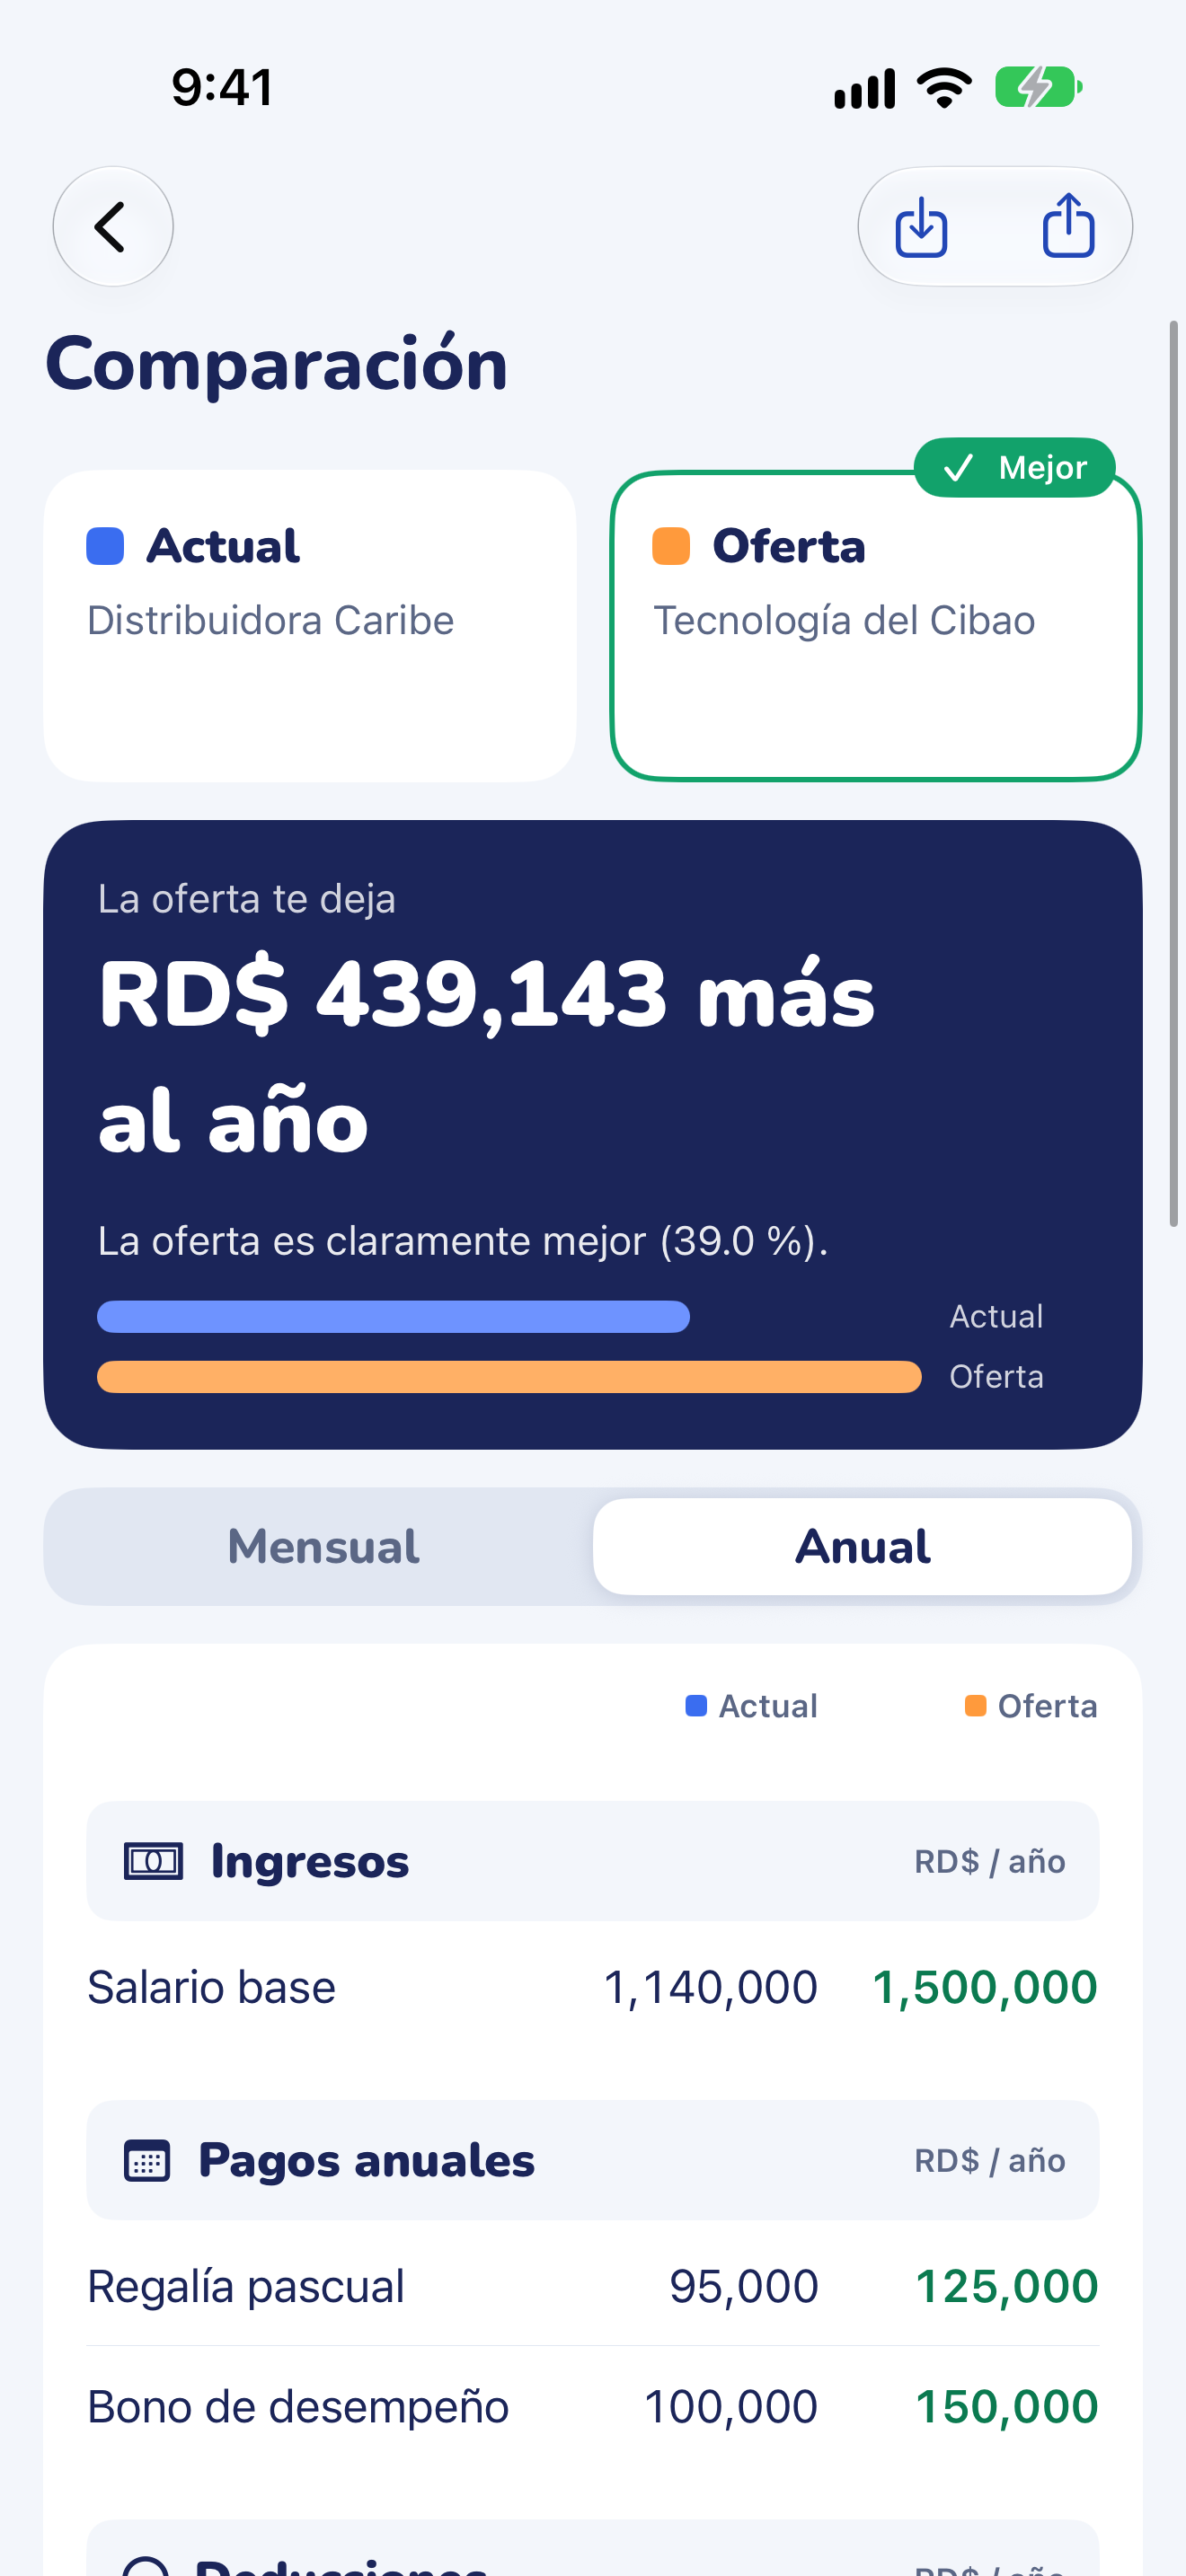 9:41
Comparación
Mejor
Actual
Oferta
Distribuidora Caribe
Tecnología del Cibao
La oferta te deja
RD$ 439,143 más
al año
La oferta es claramente mejor (39.0 %).
Actual
Oferta
Mensual
Anual
Actual
Oferta
Ingresos
RD$ / año
Salario base
1,140,000
1,500,000
Pagos anuales
RD$ / año
Regalía pascual
95,000
125,000
Bono de desempeño
100,000
150,000
Deducciones
RD$ / año